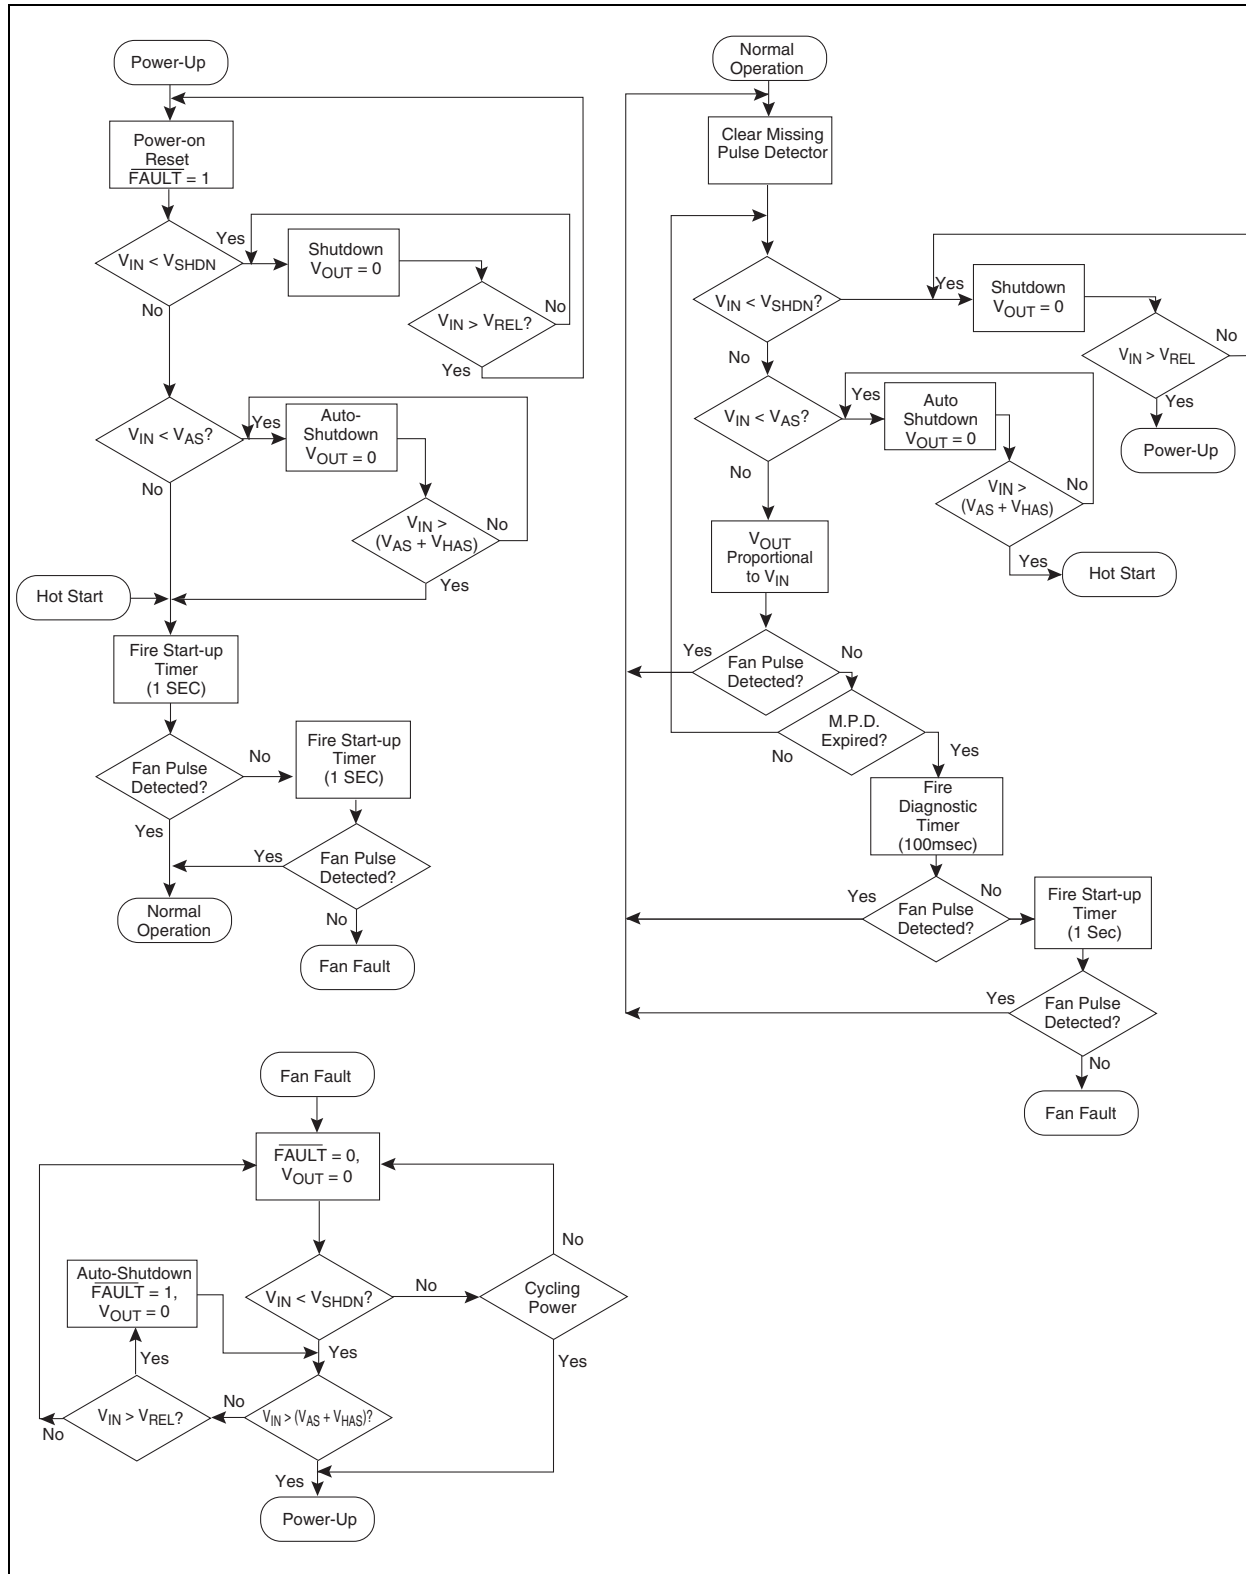 Power-Up
Power-on
Reset
FAULT = 1
VIN < VSHDN
Yes
No
Shutdown
VOUT = 0
VIN > VREL?
No
Yes
VIN < VAS?
Yes
No
Auto-
Shutdown
VOUT = 0
VIN >
(VAS + VHAS)
No
Yes
Hot Start
Fire Start-up
Timer
(1 SEC)
Fan Pulse
Detected?
No
Yes
Fire Start-up
Timer
(1 SEC)
Fan Pulse
Detected?
Yes
No
Normal
Operation
Fan Fault
Normal
Operation
Clear Missing
Pulse Detector
VIN < VSHDN?
Yes
No
Shutdown
VOUT = 0
VIN > VREL
No
Yes
Power-Up
VIN < VAS?
Yes
No
Auto
Shutdown
VOUT = 0
VIN >
(VAS + VHAS)
No
Yes
Hot Start
VOUT
Proportional
to VIN
Fan Pulse
Detected?
Yes
No
M.P.D.
Expired?
No
Yes
Fire
Diagnostic
Timer
(100msec)
Fan Pulse
Detected?
Yes
No
Fire Start-up
Timer
(1 Sec)
Fan Pulse
Detected?
Yes
No
Fan Fault
Fan Fault
FAULT = 0,
VOUT = 0
VIN < VSHDN?
No
Yes
Cycling
Power
No
Yes
Auto-Shutdown
FAULT = 1,
VOUT = 0
Yes
VIN > VREL?
No
No
VIN > (VAS + VHAS)?
Yes
Power-Up